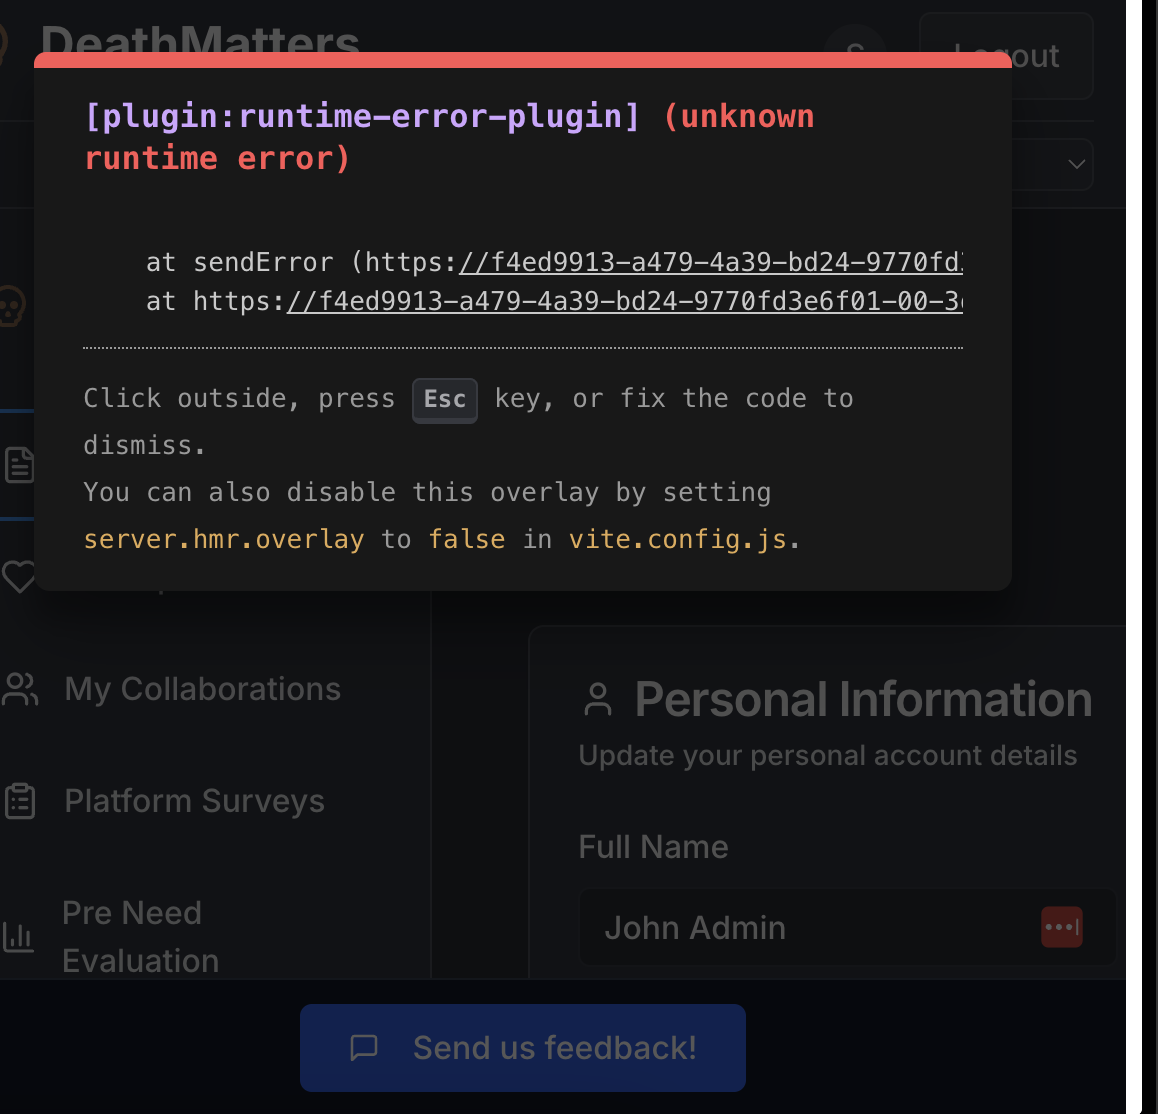 DeathMatters
Logout
[plugin:runtime-error-plugin] (unknown
runtime error)
at sendError (https://f4ed9913-a479-4a39-bd24-9770fd
at https://f4ed9913-a479-4a39-bd24-9770fd3e6f01-00-3
Click outside, press Esc key, or fix the code to
dismiss.
You can also disable this overlay by setting
server.hmr.overlay to false in vite.config.js.
My Collaborations
Platform Surveys
Pre Need
Evaluation
Personal Information
Update your personal account details
Full Name
John Admin
Send us feedback!